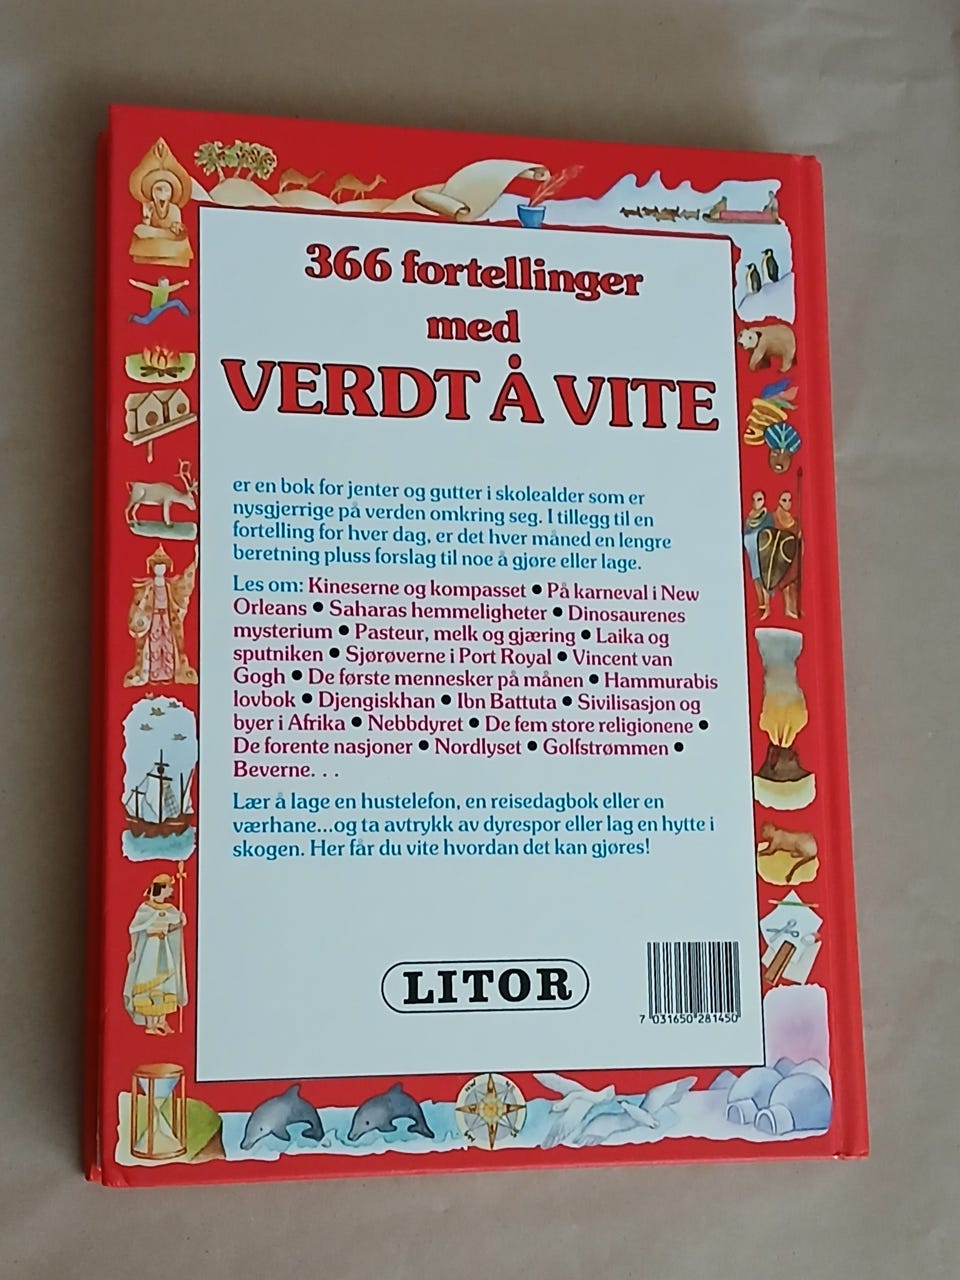 366 fortellinger
med
VERDT Å VITE
er en bok for jenter og gutter i skolealder som er
nysgjerrige på verden omkring seg. I tillegg til en
fortelling for hver dag, er det hver måned en lengre
beretning pluss forslag til noe å gjøre eller lage.
Les om: Kineserne og kompasset ● På karneval i New
Orleans ● Saharas hemmeligheter ● Dinosaurenes
mysterium ● Pasteur, melk og gjæring ● Laika og
sputniken ● Sjørøverne i Port Royal ● Vincent van
Gogh ● De første mennesker på månen ● Hammurabis
lovbok ● Djengiskhan ● Ibn Battuta ● Sivilisasjon og
byer i Afrika ● Nebbdyret ● De fem store religionene ●
De forente nasjoner ● Nordlyset ● Golfstrømmen ●
Beverne. . .
Lær å lage en hustelefon, en reisedagbok eller en
værhane...og ta avtrykk av dyrespor eller lag en hytte i
skogen. Her får du vite hvordan det kan gjøres!
LITOR
7 031650 281450